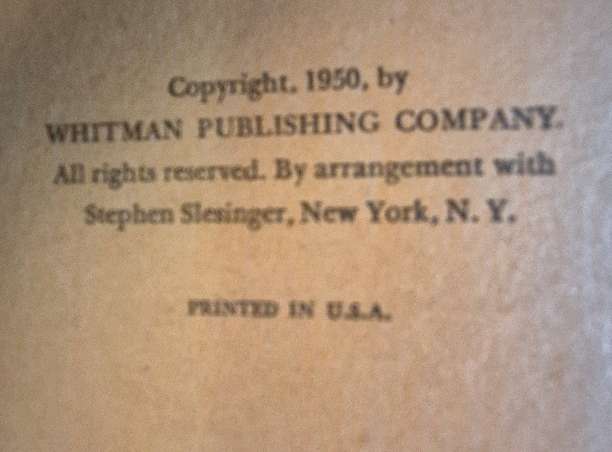 Copyright, 1950, by
WHITMAN PUBLISHING COMPANY.
All rights reserved. By arrangement with
Stephen Slesinger, New York, N. Y.
PRINTED IN U.S.A.